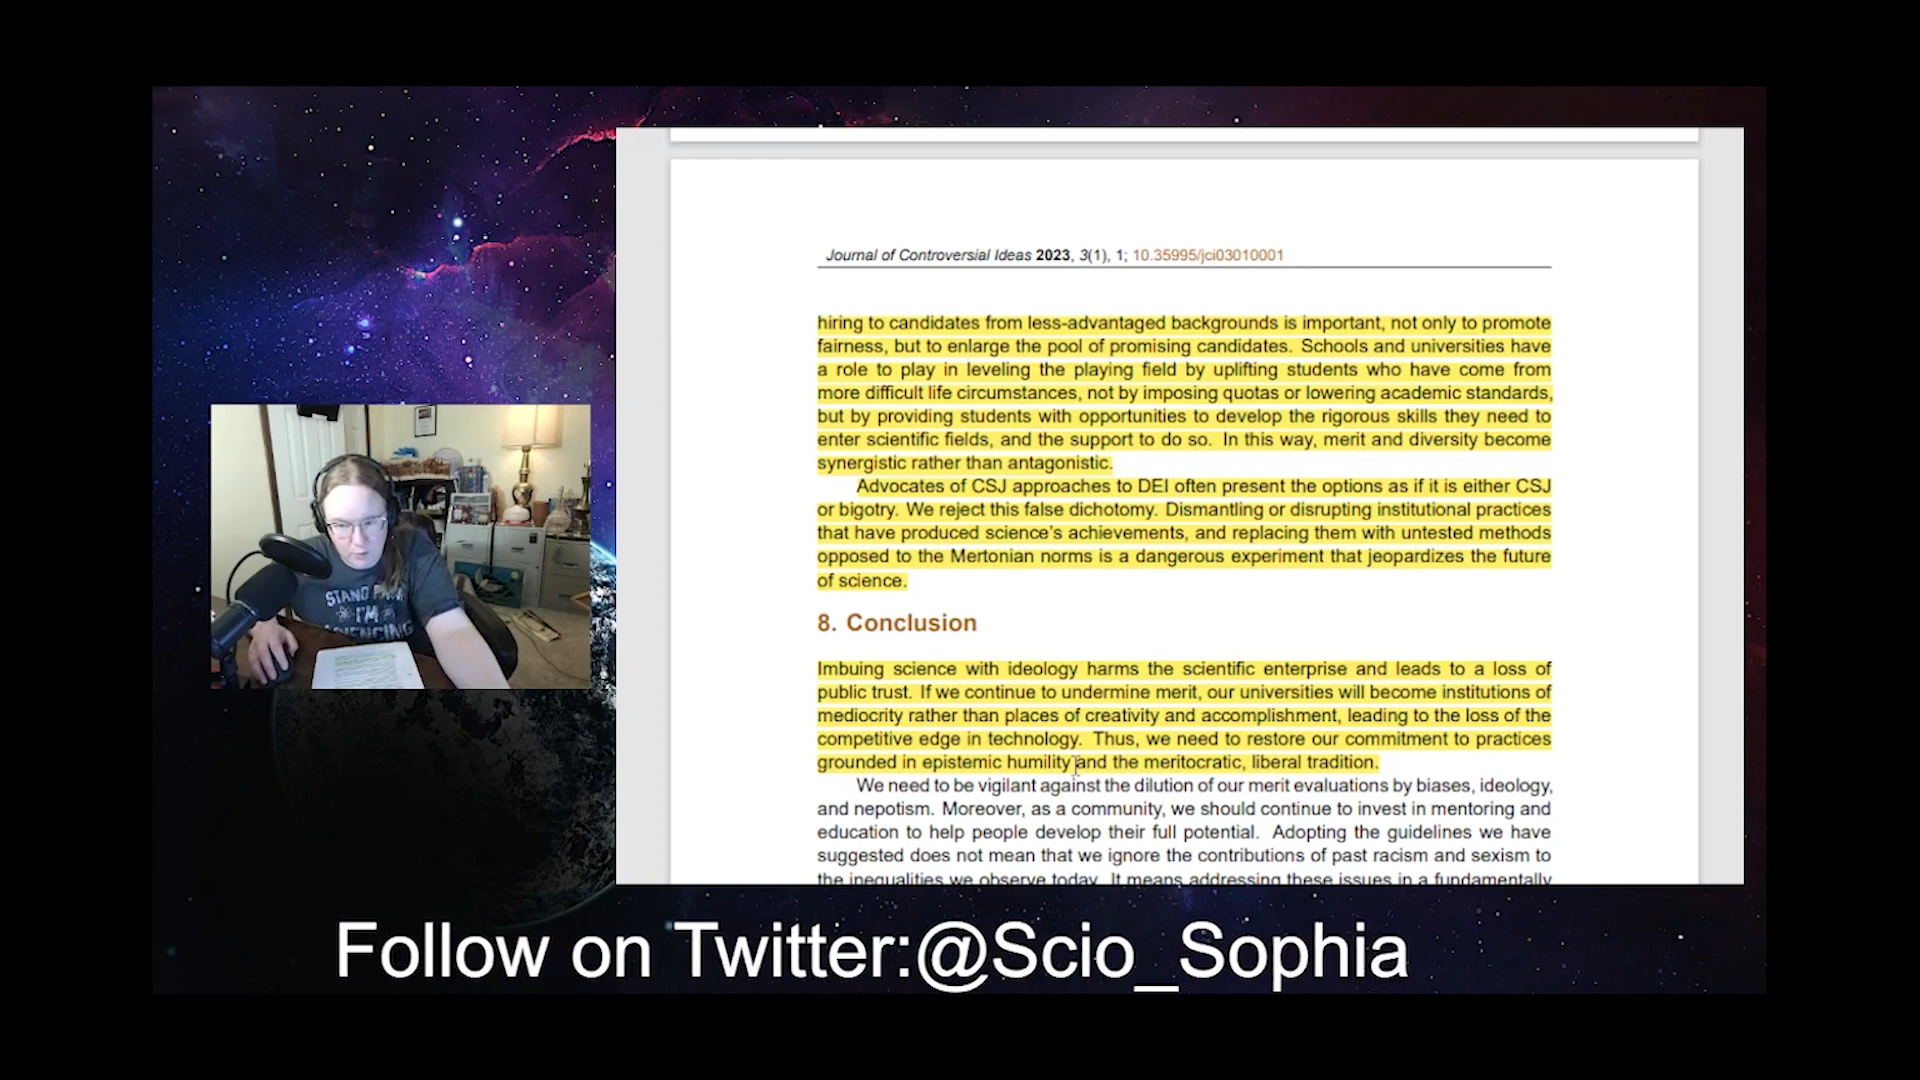 Journal of Controversial Ideas 2023, 3(1), 1; 10.35995/jci03010001
hiring to candidates from less-advantaged backgrounds is important, not only to promote
fairness, but to enlarge the pool of promising candidates. Schools and universities have
a role to play in leveling the playing field by uplifting students who have come from
more difficult life circumstances, not by imposing quotas or lowering academic standards,
but by providing students with opportunities to develop the rigorous skills they need to
enter scientific fields, and the support to do so. In this way, merit and diversity become
synergistic rather than antagonistic.
Advocates of CSJ approaches to DEI often present the options as if it is either CSJ
or bigotry. We reject this false dichotomy. Dismantling or disrupting institutional practices
that have produced science's achievements, and replacing them with untested methods
opposed to the Mertonian norms is a dangerous experiment that jeopardizes the future
of science.
8. Conclusion
Imbuing science with ideology harms the scientific enterprise and leads to a loss of
public trust. If we continue to undermine merit, our universities will become institutions of
mediocrity rather than places of creativity and accomplishment, leading to the loss of the
competitive edge in technology. Thus, we need to restore our commitment to practices
grounded in epistemic humility and the meritocratic, liberal tradition.
We need to be vigilant against the dilution of our merit evaluations by biases, ideology,
and nepotism. Moreover, as a community, we should continue to invest in mentoring and
education to help people develop their full potential. Adopting the guidelines we have
suggested does not mean that we ignore the contributions of past racism and sexism to
the inequalities we observe today. It means addressing these issues in a fundamentally
STAND
I'M
Follow on Twitter:@Scio_Sophia